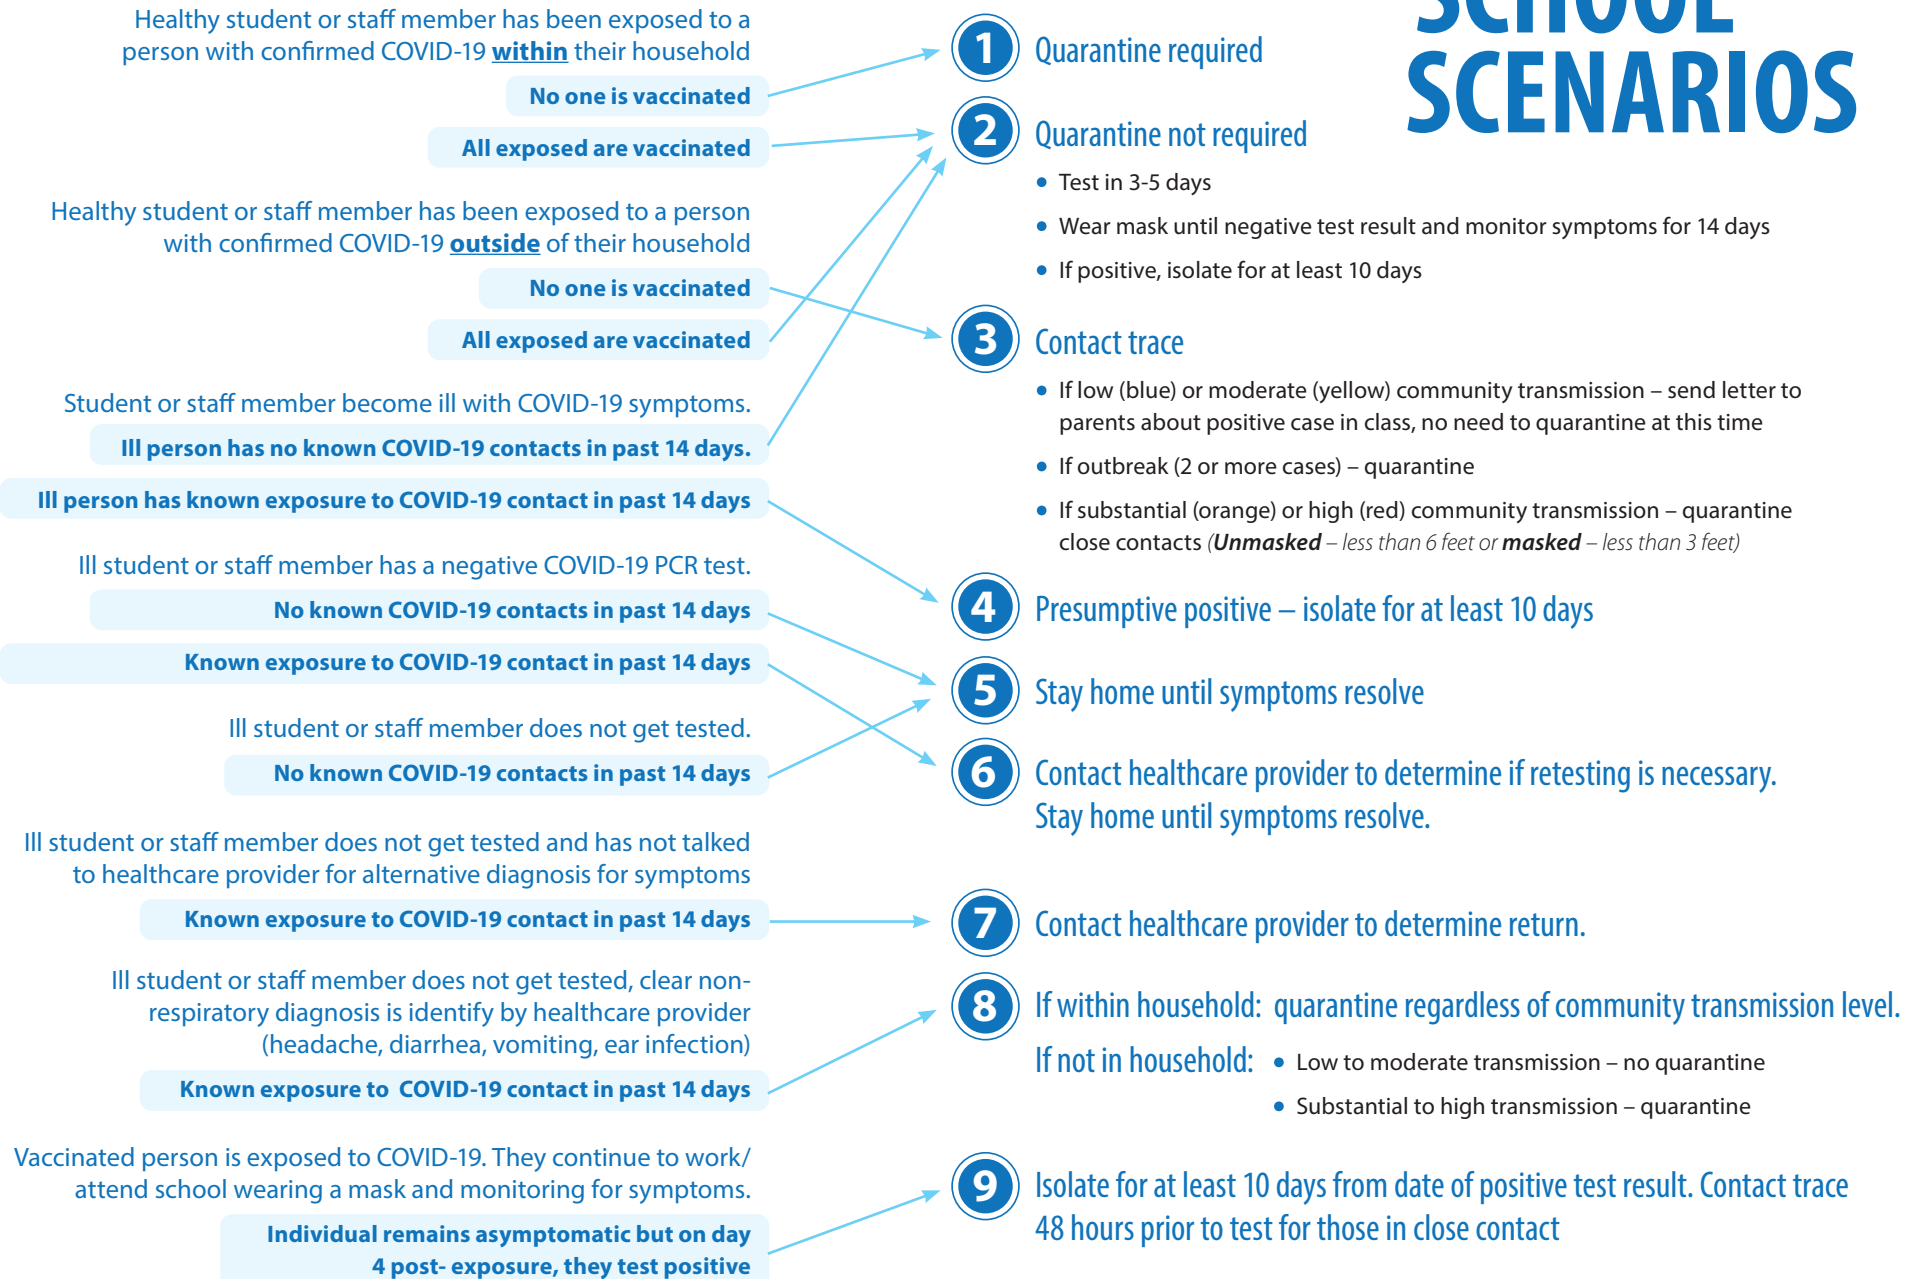 SCHOOL
SCENARIOS
Healthy student or staff member has been exposed to a
person with confirmed COVID-19 within their household
No one is vaccinated
All exposed are vaccinated
Healthy student or staff member has been exposed to a person
with confirmed COVID-19 outside of their household
No one is vaccinated
All exposed are vaccinated
Student or staff member become ill with COVID-19 symptoms.
Ill person has no known COVID-19 contacts in past 14 days.
Ill person has known exposure to COVID-19 contact in past 14 days
Ill student or staff member has a negative COVID-19 PCR test.
No known COVID-19 contacts in past 14 days
Known exposure to COVID-19 contact in past 14 days
Ill student or staff member does not get tested.
No known COVID-19 contacts in past 14 days
Ill student or staff member does not get tested and has not talked
to healthcare provider for alternative diagnosis for symptoms
Known exposure to COVID-19 contact in past 14 days
Ill student or staff member does not get tested, clear non-
respiratory diagnosis is identify by healthcare provider
(headache, diarrhea, vomiting, ear infection)
Known exposure to COVID-19 contact in past 14 days
Vaccinated person is exposed to COVID-19. They continue to work/
attend school wearing a mask and monitoring for symptoms.
Individual remains asymptomatic but on day
4 post- exposure, they test positive
1 Quarantine required
2 Quarantine not required
• Test in 3-5 days
• Wear mask until negative test result and monitor symptoms for 14 days
• If positive, isolate for at least 10 days
3 Contact trace
• If low (blue) or moderate (yellow) community transmission – send letter to
parents about positive case in class, no need to quarantine at this time
• If outbreak (2 or more cases) – quarantine
• If substantial (orange) or high (red) community transmission – quarantine
close contacts (Unmasked – less than 6 feet or masked – less than 3 feet)
4 Presumptive positive – isolate for at least 10 days
5 Stay home until symptoms resolve
6 Contact healthcare provider to determine if retesting is necessary.
Stay home until symptoms resolve.
7 Contact healthcare provider to determine return.
8 If within household: quarantine regardless of community transmission level.
If not in household: • Low to moderate transmission – no quarantine
• Substantial to high transmission – quarantine
9 Isolate for at least 10 days from date of positive test result. Contact trace
48 hours prior to test for those in close contact